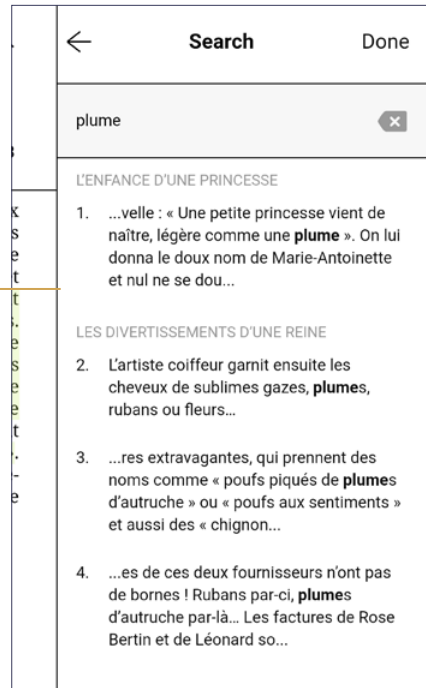 Search
Done
plume
L'ENFANCE D'UNE PRINCESSE
1. ...velle : « Une petite princesse vient de
naître, légère comme une plume ». On lui
donna le doux nom de Marie-Antoinette
et nul ne se dou...
LES DIVERTISSEMENTS D'UNE REINE
2. L'artiste coiffeur garnit ensuite les
cheveux de sublimes gazes, plumes,
rubans ou fleurs...
3. ...res extravagantes, qui prennent des
noms comme « poufs piqués de plumes
d'autruche » ou « poufs aux sentiments »
et aussi des « chignon...
4. ...es de ces deux fournisseurs n'ont pas
de bornes ! Rubans par-ci, plumes
d'autruche par-là… Les factures de Rose
Bertin et de Léonard so...